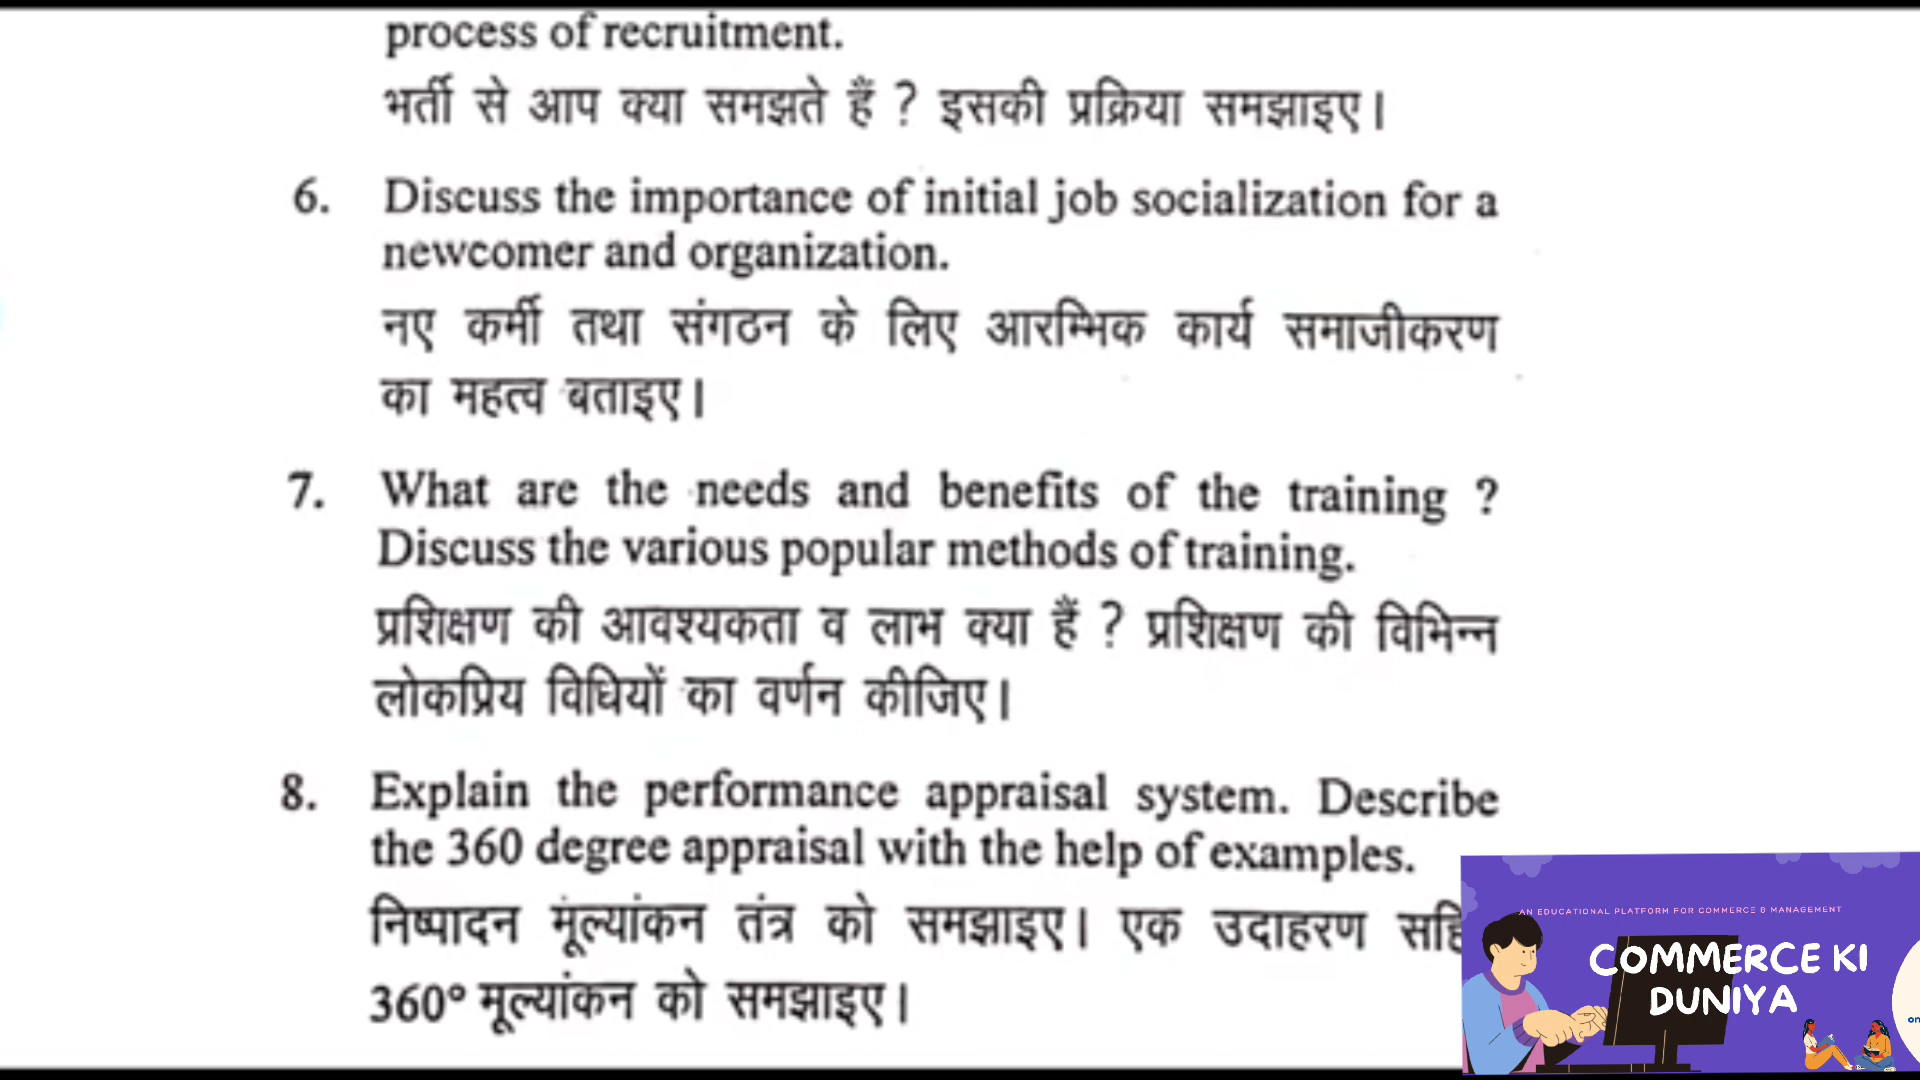 process of recruitment.
भर्ती से आप क्या समझते हैं ? इसकी प्रक्रिया समझाइए।
6. Discuss the importance of initial job socialization for a
newcomer and organization.
नए कर्मी तथा संगठन के लिए आरम्भिक कार्य समाजीकरण
का महत्व बताइए।
7. What are the needs and benefits of the training ?
Discuss the various popular methods of training.
प्रशिक्षण की आवश्यकता व लाभ क्या हैं ? प्रशिक्षण की विभिन्न
लोकप्रिय विधियों का वर्णन कीजिए।
8. Explain the performance appraisal system. Describe
the 360 degree appraisal with the help of examples.
निष्पादन मूंल्यांकन तंत्र को समझाइए। एक उदाहरण
360° मूल्यांकन को समझाइए।
AN EDUCATIONAL PLATFORM FOR COMMERCE & MANAGEMENT
COMMERCE KI
DUNIYA